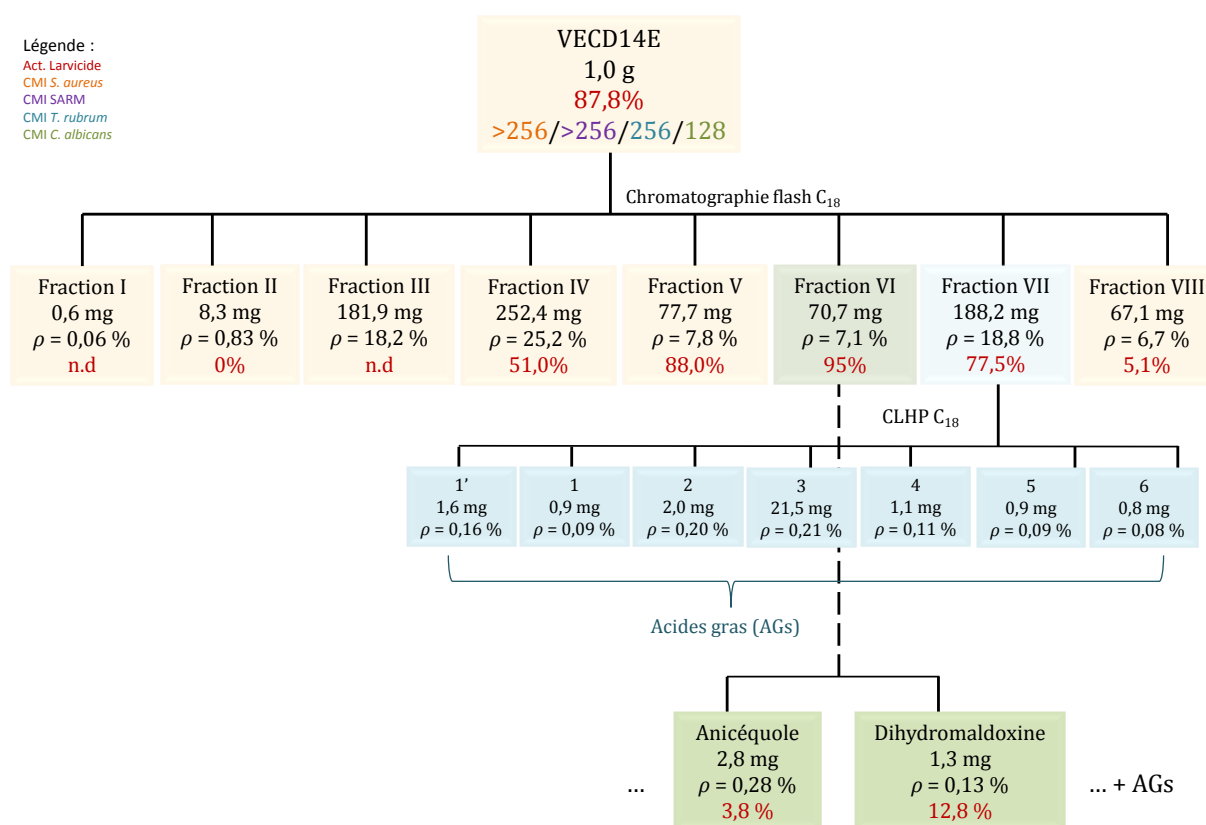 Légende :
Act. Larvicide
CMI S. aureus
CMI SARM
CMI T. rubrum
CMI C. albicans
VECD14E
1,0 g
87,8%
>256/>256/256/128
Chromatographie flash C₁₈
Fraction I
0,6 mg
ρ = 0,06 %
n.d
Fraction II
8,3 mg
ρ = 0,83 %
0%
Fraction III
181,9 mg
ρ = 18,2 %
n.d
Fraction IV
252,4 mg
ρ = 25,2 %
51,0%
Fraction V
77,7 mg
ρ = 7,8 %
88,0%
Fraction VI
70,7 mg
ρ = 7,1 %
95%
Fraction VII
188,2 mg
ρ = 18,8 %
77,5%
Fraction VIII
67,1 mg
ρ = 6,7 %
5,1%
CLHP C₁₈
1’
1,6 mg
ρ = 0,16 %
1
0,9 mg
ρ = 0,09 %
2
2,0 mg
ρ = 0,20 %
3
21,5 mg
ρ = 0,21 %
4
1,1 mg
ρ = 0,11 %
5
0,9 mg
ρ = 0,09 %
6
0,8 mg
ρ = 0,08 %
Acides gras (AGs)
...
Anicéquole
2,8 mg
ρ = 0,28 %
3,8 %
Dihydromaldoxine
1,3 mg
ρ = 0,13 %
12,8 %
... + AGs